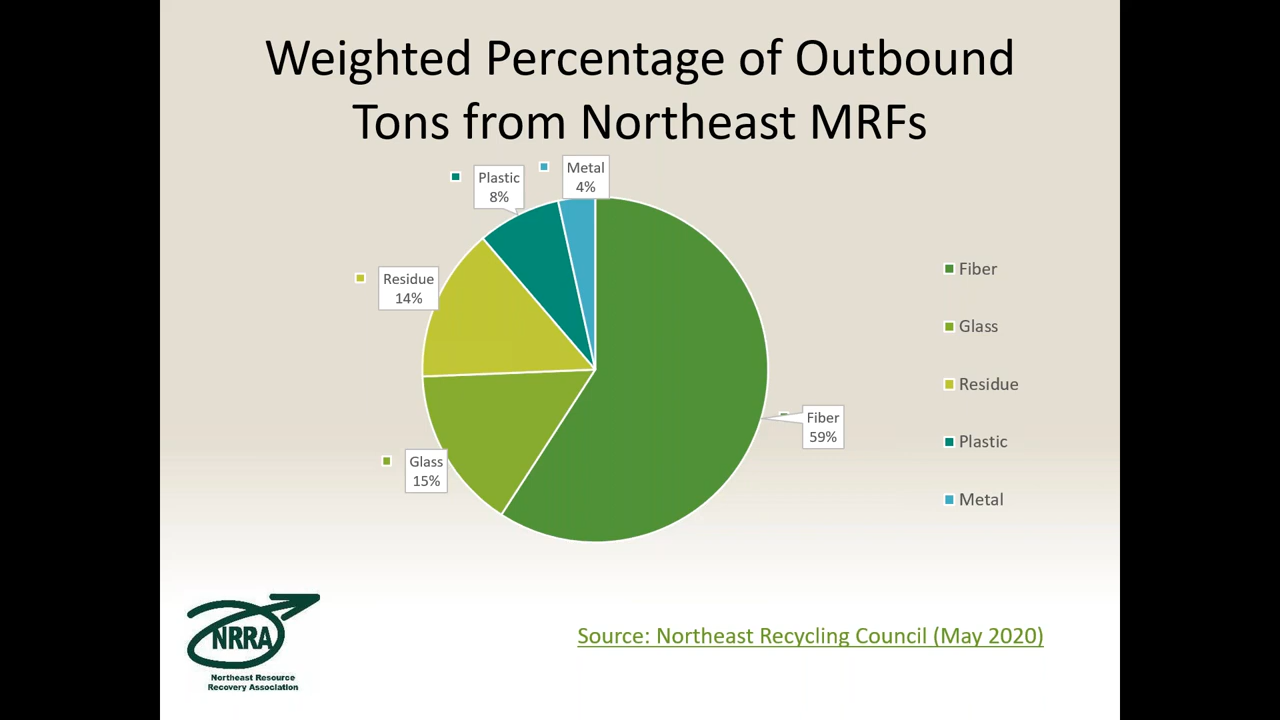 Weighted Percentage of Outbound
Tons from Northeast MRFs
Metal
4%
Plastic
8%
Residue
14%
Glass
15%
Fiber
59%
Fiber
Glass
Residue
Plastic
Metal
NRRA
Northeast Resource
Recovery Association
Source: Northeast Recycling Council (May 2020)